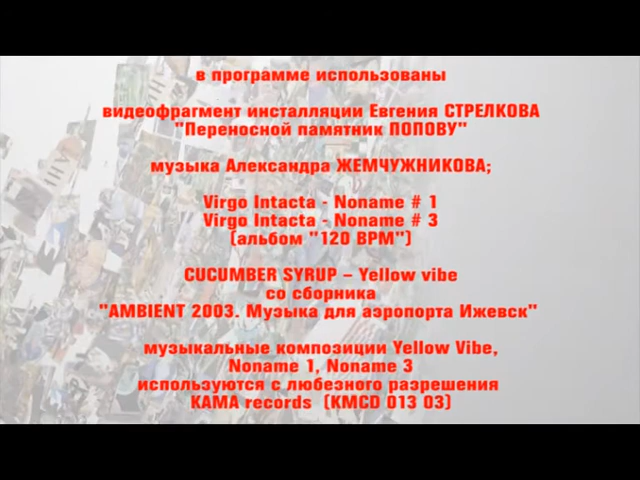 в программе использованы
видеофрагмент инсталляции Евгения СТРЕЛКОВА
"Переносной памятник ПОПОВУ"
музыка Александра ЖЕМЧУЖНИКОВА;
Virgo Intacta - Noname # 1
Virgo Intacta - Noname # 3
(альбом "120 BPM")
CUCUMBER SYRUP – Yellow vibe
со сборника
"AMBIENT 2003. Музыка для аэропорта Ижевск"
музыкальные композиции Yellow Vibe,
Noname 1, Noname 3
используются с любезного разрешения
KAMA records (KMCD 013 03)